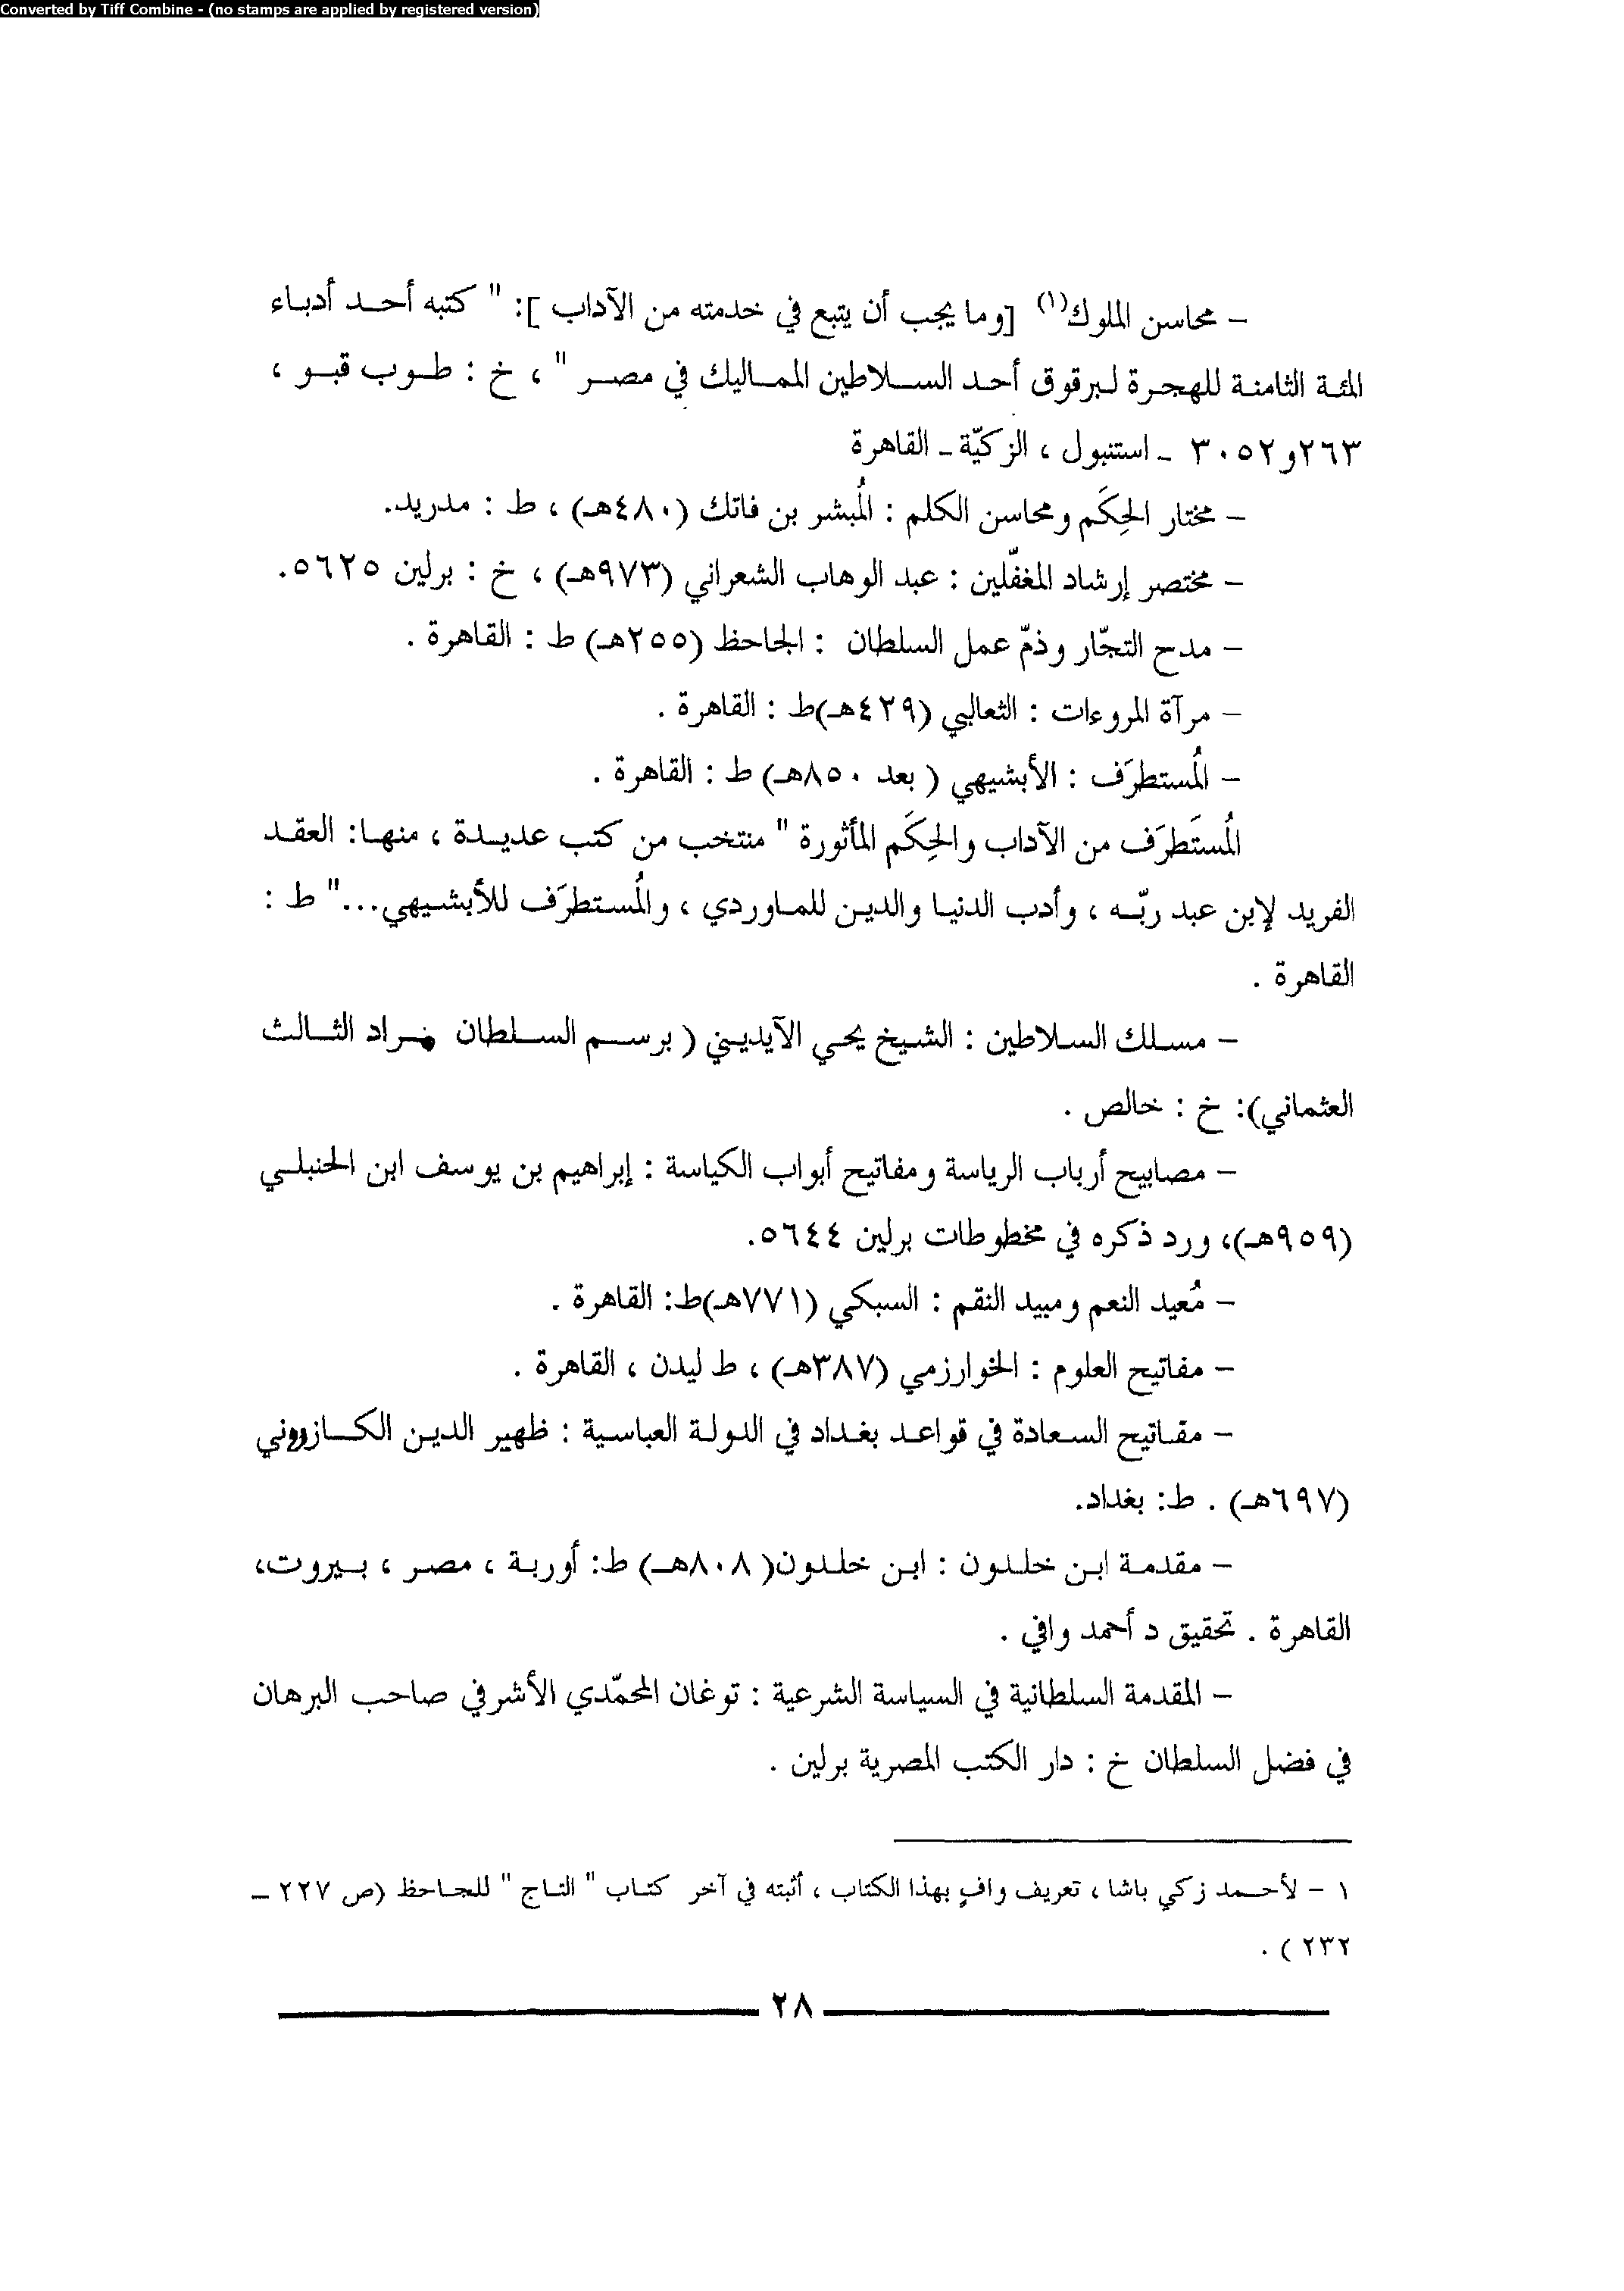 Converted by Tiff Combine - (no stamps are applied by registered version)
– محاسن الملوك(١) [وما يجب أن يتبع في خدمته من الآداب ]: " كتبه أحد أدباء
المئة الثامنة للهجرة لبرقوق أحد السلاطين المماليك في مصر " ، خ : طوب قبو ،
٢٦٣و٣٠٥٢ – استنبول ، الزكيّة – القاهرة
– مختار الحِكَم ومحاسن الكلم : المُبشر بن فاتك (٤٨٠هـ) ، ط : مدريد.
– مختصر إرشاد المغفّلين : عبد الوهاب الشعراني (٩٧٣هـ) ، خ : برلين ٥٦٢٥.
– مدح التجّار وذمّ عمل السلطان : الجاحظ (٢٥٥هـ) ط : القاهرة .
– مرآة المروءات : الثعالبي (٤٢٩هـ)ط : القاهرة .
– المُستطرَف : الأبشيهي ( بعد ٨٥٠هـ) ط : القاهرة .
المُستَطرَف من الآداب والحِكَم المأثورة " منتخب من كتب عديدة ، منها: العقد
الفريد لإبن عبد ربّه ، وأدب الدنيا والدين للماوردي ، والمُستطرَف للأبشيهي..." ط :
القاهرة .
– مسلك السلاطين : الشيخ يحي الآيديني ( برسم السلطان مراد الثالث
العثماني): خ : خالص .
– مصابيح أرباب الرياسة ومفاتيح أبواب الكياسة : إبراهيم بن يوسف ابن الحنبلي
(٩٥٩هـ)، ورد ذكره في مخطوطات برلين ٥٦٤٤.
– مُعيد النعم ومبيد النقم : السبكي (٧٧١هـ)ط: القاهرة .
– مفاتيح العلوم : الخوارزمي (٣٨٧هـ) ، ط ليدن ، القاهرة .
– مقاتيح السعادة في قواعد بغداد في الدولة العباسية : ظهير الدين الكازروني
(٦٩٧هـ) . ط: بغداد.
– مقدمة ابن خلدون : ابن خلدون( ٨٠٨هـ) ط: أوربة ، مصر ، بيروت،
القاهرة . تحقيق د أحمد وافي .
– المقدمة السلطانية في السياسة الشرعية : توغان المحمّدي الأشرفي صاحب البرهان
في فضل السلطان خ : دار الكتب المصرية برلين .
١ – لأحمد زكي باشا ، تعريف وافٍ بهذا الكتاب ، أثبته في آخر كتاب " التاج " للجاحظ (ص ٢٢٧ –
٢٣٢ ) .
٢٨